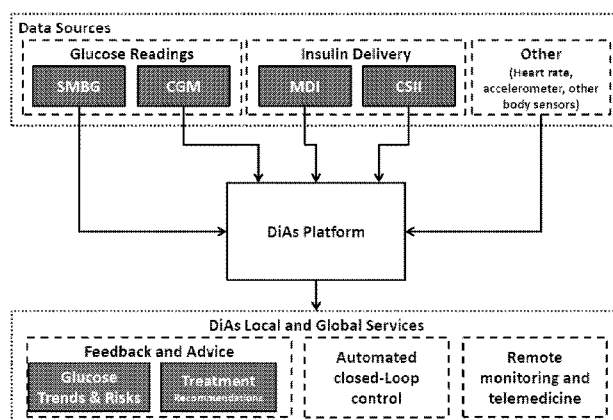 Data Sources
Glucose Readings
SMBG
CGM
Insulin Delivery
MDI
CSII
Other
(Heart rate,
accelerometer, other
body sensors)
DiAs Platform
DiAs Local and Global Services
Feedback and Advice
Glucose
Trends & Risks
Treatment
Recommendations
Automated
closed-Loop
control
Remote
monitoring and
telemedicine